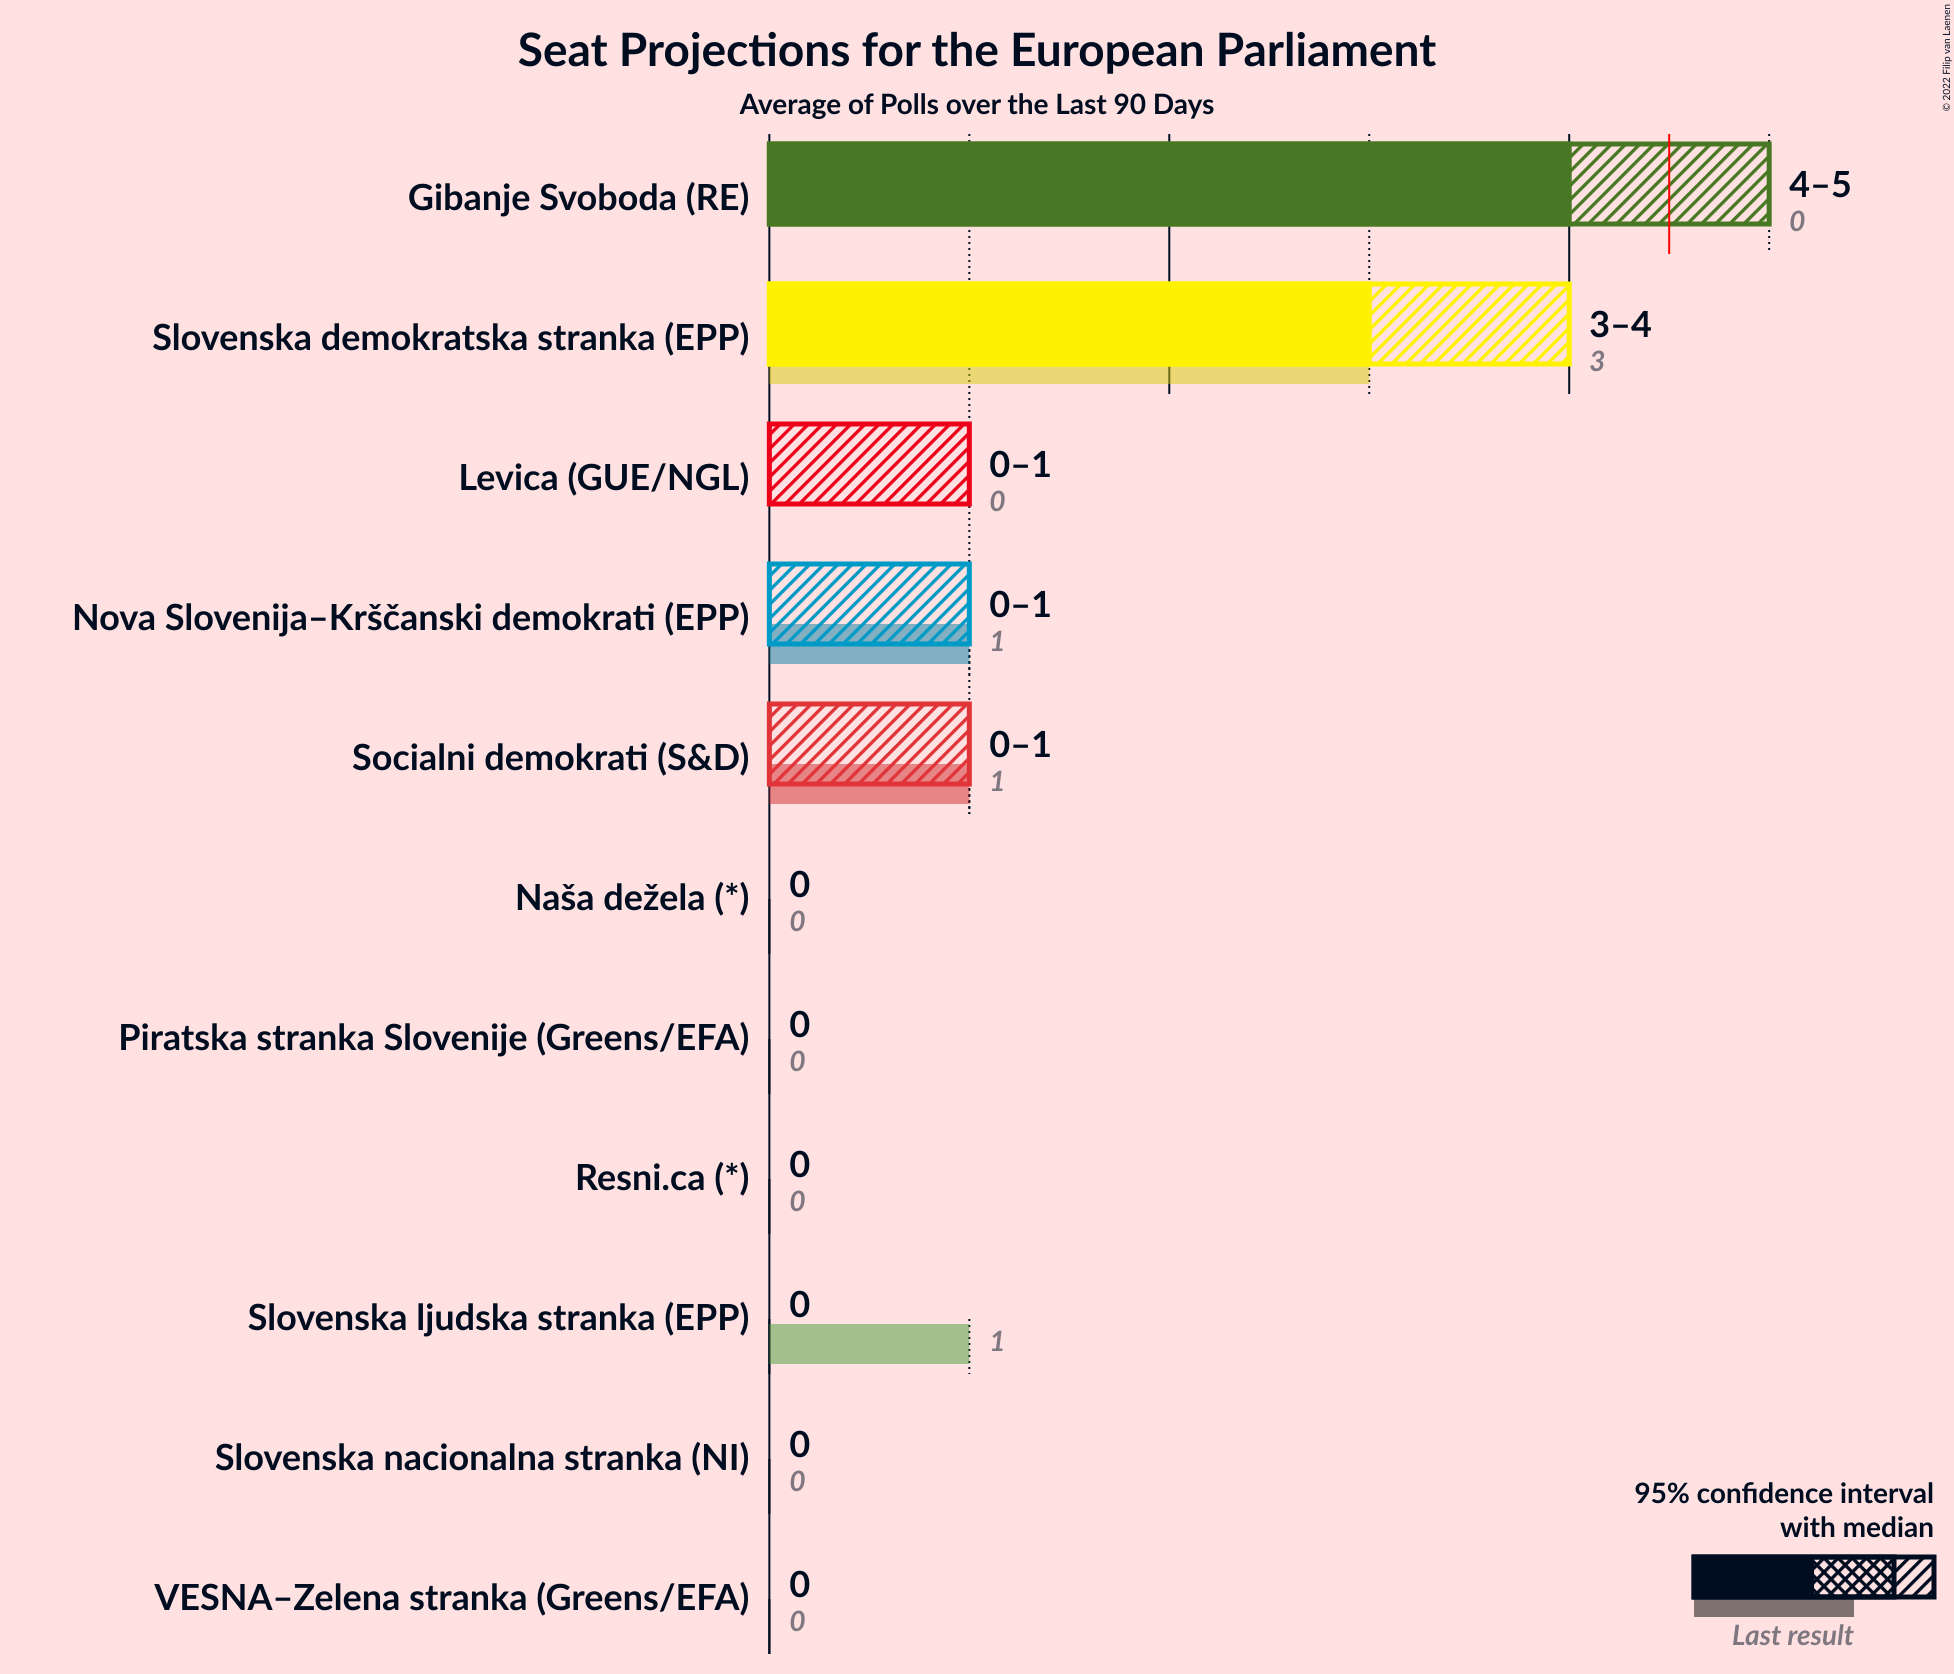 Seat Projections for the European Parliament
Average of Polls over the Last 90 Days
© 2022 Filip van Laenen
Gibanje Svoboda (RE)
4–5
0
Slovenska demokratska stranka (EPP)
3–4
3
Levica (GUE/NGL)
0–1
0
Nova Slovenija–Krščanski demokrati (EPP)
0–1
1
Socialni demokrati (S&D)
0–1
1
Naša dežela (*)
0
0
Piratska stranka Slovenije (Greens/EFA)
0
0
Resni.ca (*)
0
0
Slovenska ljudska stranka (EPP)
0
1
Slovenska nacionalna stranka (NI)
0
0
VESNA–Zelena stranka (Greens/EFA)
0
0
95% confidence interval
with median
Last result